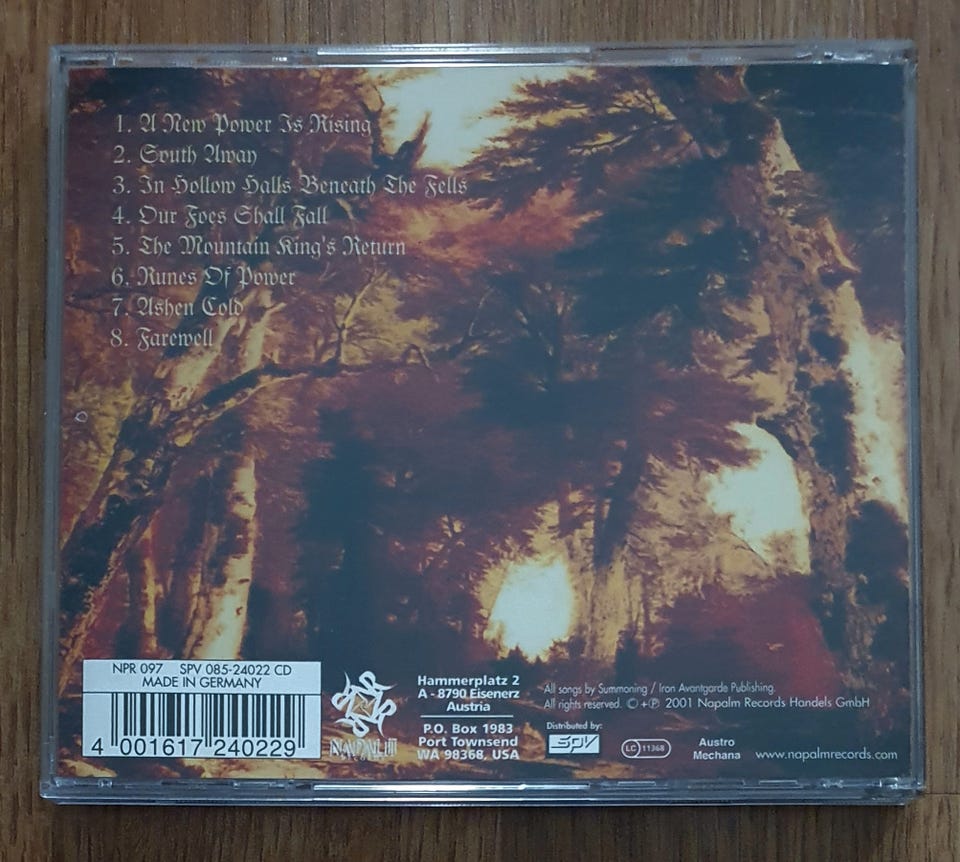 1. A New Power Is Rising
2. South Away
3. In Hollow Halls Beneath The Fells
4. Our Foes Shall Fall
5. The Mountain King's Return
6. Runes Of Power
7. Ashen Cold
8. Farewell
NPR 097 SPV 085-24022 CD
MADE IN GERMANY
4 001617 240229
NAPALM
Hammerplatz 2
A - 8790 Eisenerz
Austria
P.O. Box 1983
Port Townsend
WA 98368, USA
All songs by Summoning / Iron Avantgarde Publishing.
All rights reserved. © + ℗ 2001 Napalm Records Handels GmbH
Distributed by:
SPV
LC 11368
Austro
Mechana
www.napalmrecords.com